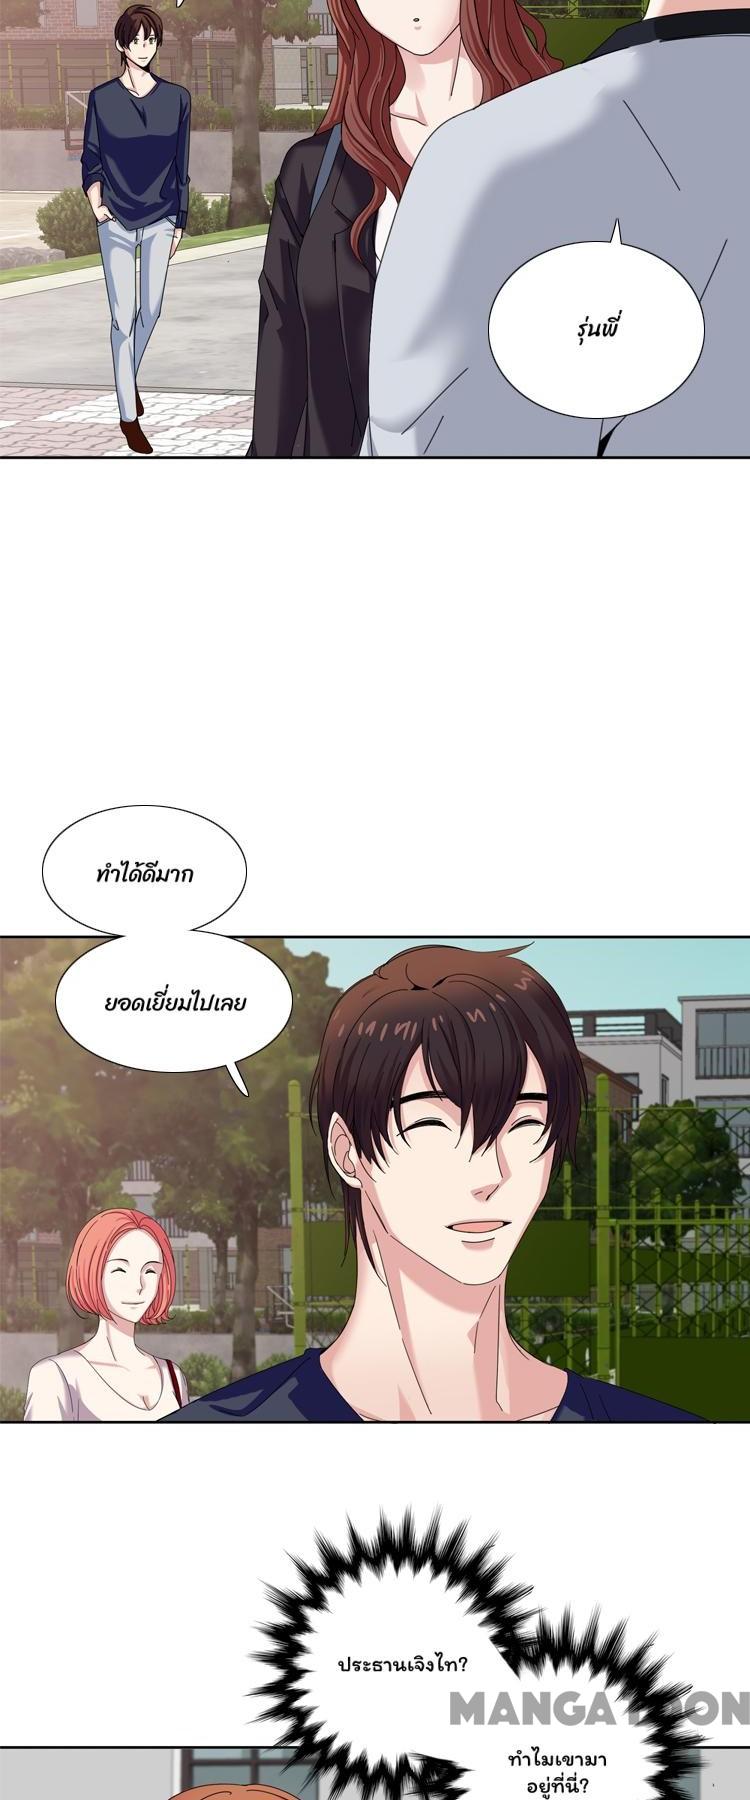 รุ่นพี่
ทำได้ดีมาก
ยอดเยี่ยมไปเลย
ประธานเจิงไท?
MANGA TOON
ทำไมเขามา
อยู่ที่นี่?